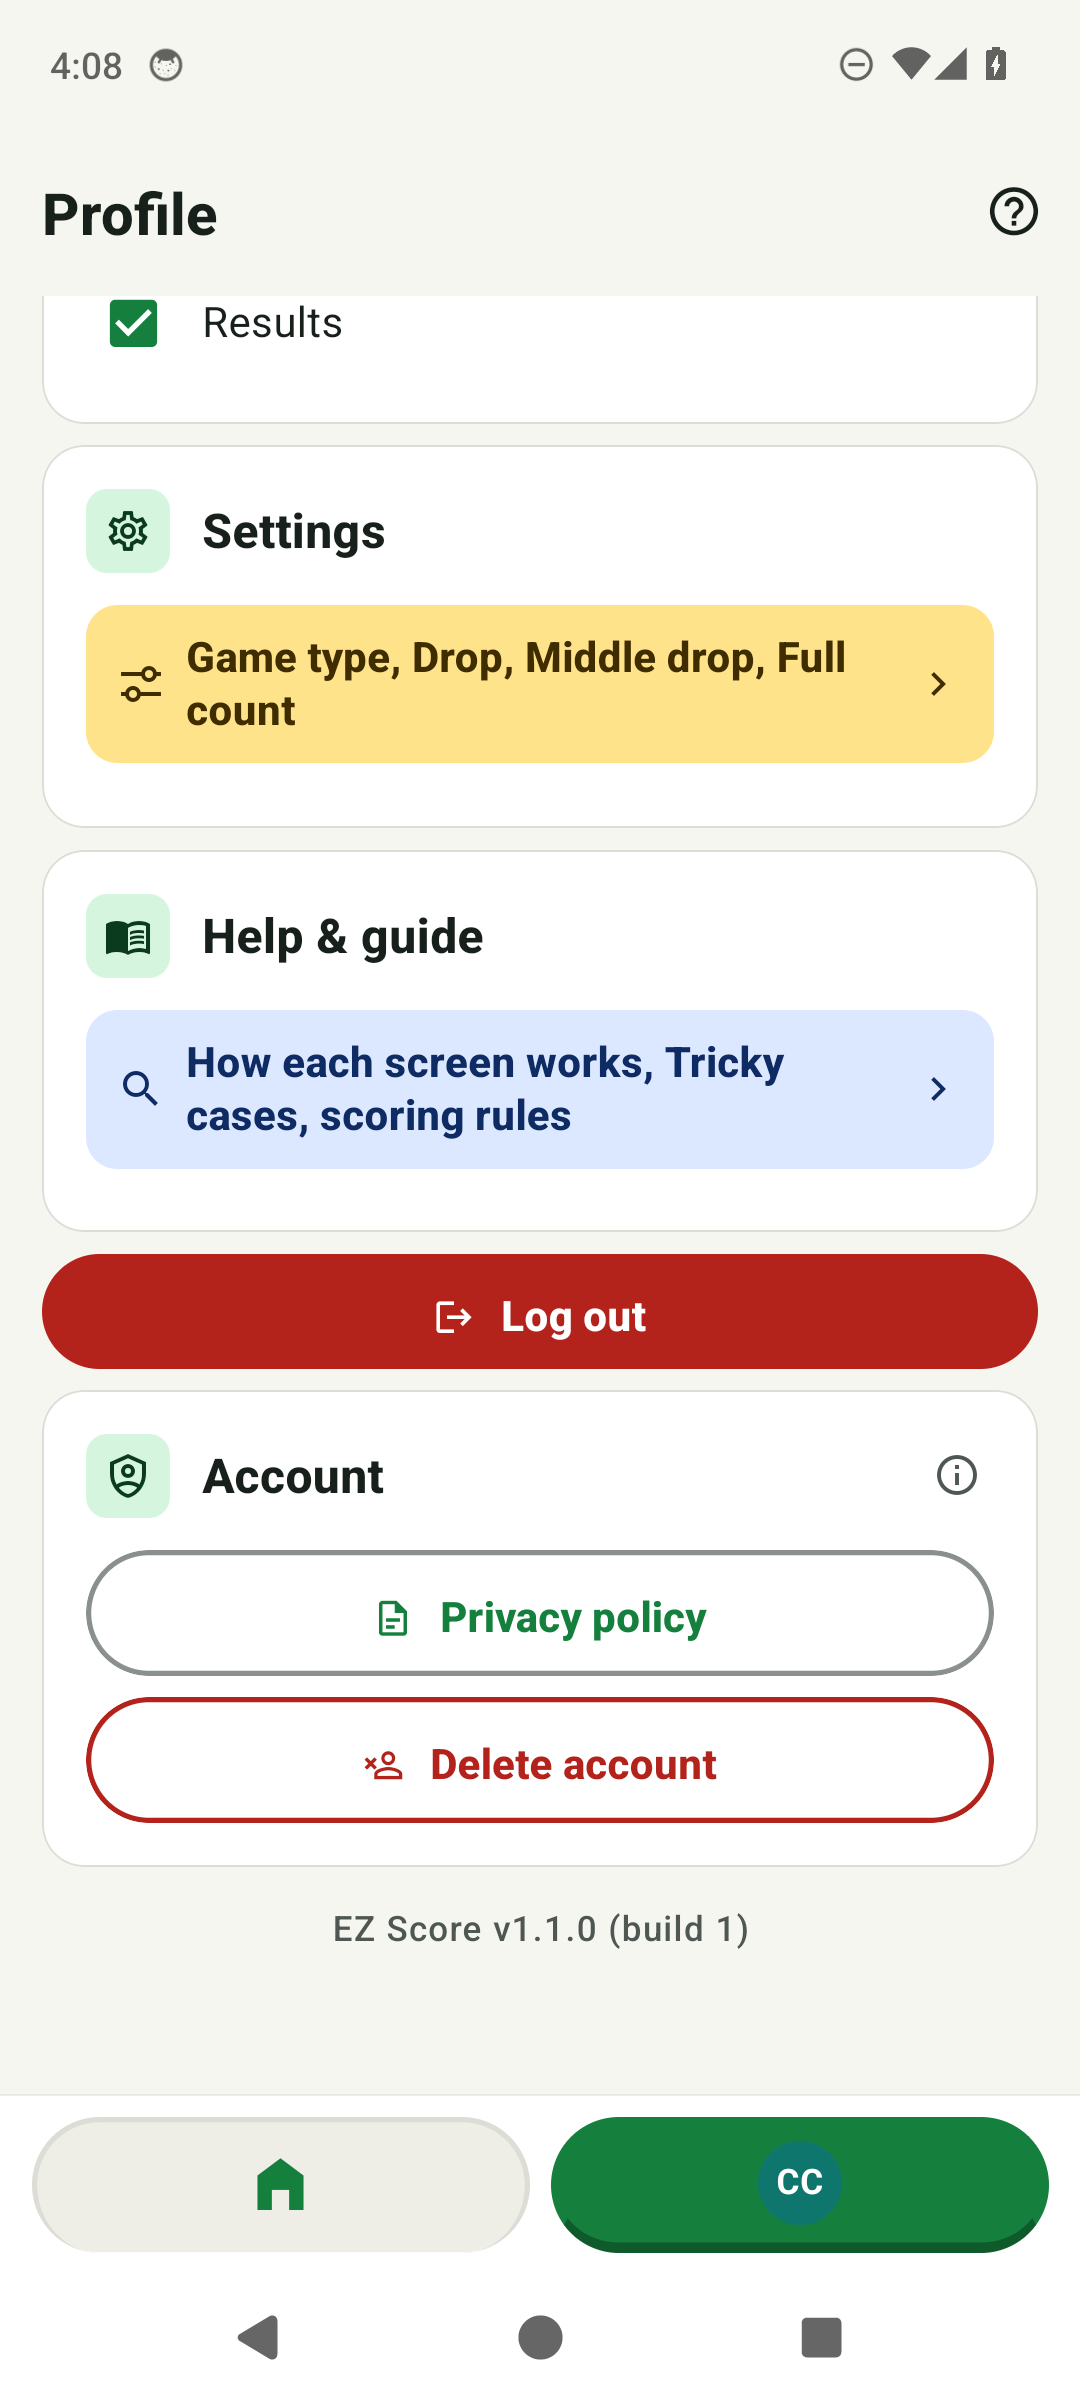 4:08
Profile
Results
Settings
Game type, Drop, Middle drop, Full
count
Help & guide
How each screen works, Tricky
cases, scoring rules
Log out
Account
Privacy policy
Delete account
EZ Score v1.1.0 (build 1)
CC